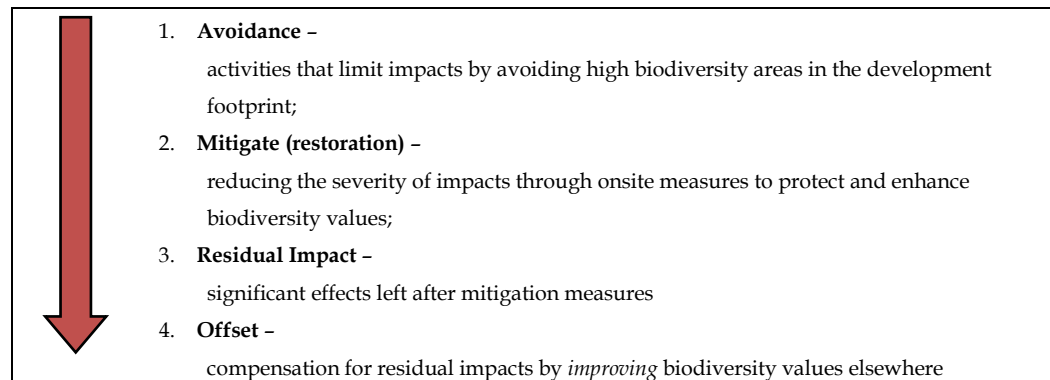 1. Avoidance –
activities that limit impacts by avoiding high biodiversity areas in the development
footprint;
2. Mitigate (restoration) –
reducing the severity of impacts through onsite measures to protect and enhance
biodiversity values;
3. Residual Impact –
significant effects left after mitigation measures
4. Offset –
compensation for residual impacts by improving biodiversity values elsewhere